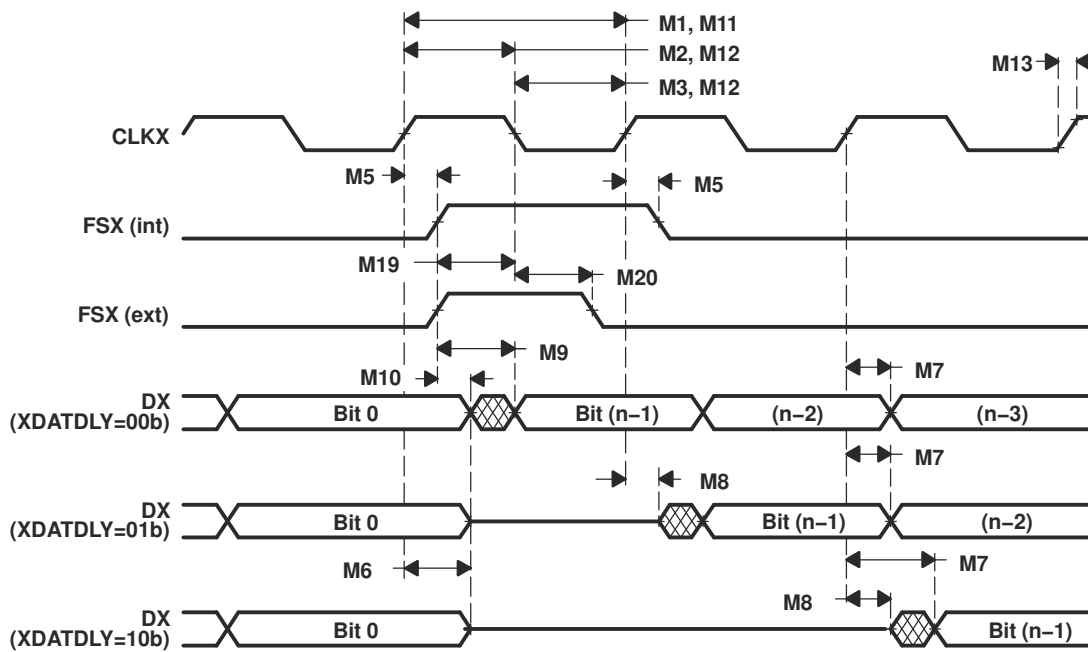 M1, M11
M2, M12
M13
M3, M12
CLKX
M5
M5
FSX (int)
M19
M20
FSX (ext)
M9
M10
M7
DX
(XDATDLY=00b)
Bit 0
Bit (n−1)
(n−2)
(n−3)
M7
M8
DX
(XDATDLY=01b)
Bit 0
Bit (n−1)
(n−2)
M6
M7
M8
DX
(XDATDLY=10b)
Bit 0
Bit (n−1)